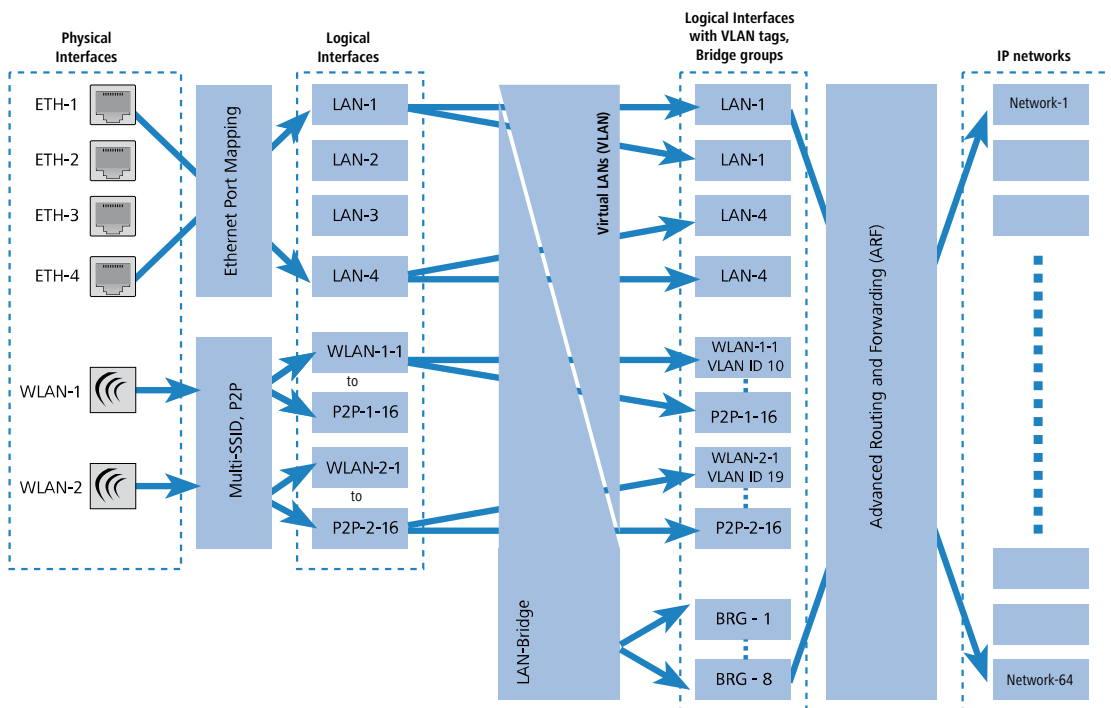 Physical
Interfaces
Logical
Interfaces
Logical Interfaces
with VLAN tags,
Bridge groups
IP networks
ETH-1
ETH-2
ETH-3
ETH-4
WLAN-1
WLAN-2
Ethernet Port Mapping
Multi-SSID, P2P
LAN-1
LAN-2
LAN-3
LAN-4
WLAN-1-1
to
P2P-1-16
WLAN-2-1
to
P2P-2-16
Virtual LANs (VLAN)
LAN-Bridge
LAN-1
LAN-1
LAN-4
LAN-4
WLAN-1-1
VLAN ID 10
P2P-1-16
WLAN-2-1
VLAN ID 19
P2P-2-16
BRG - 1
BRG - 8
Advanced Routing and Forwarding (ARF)
Network-1
Network-64